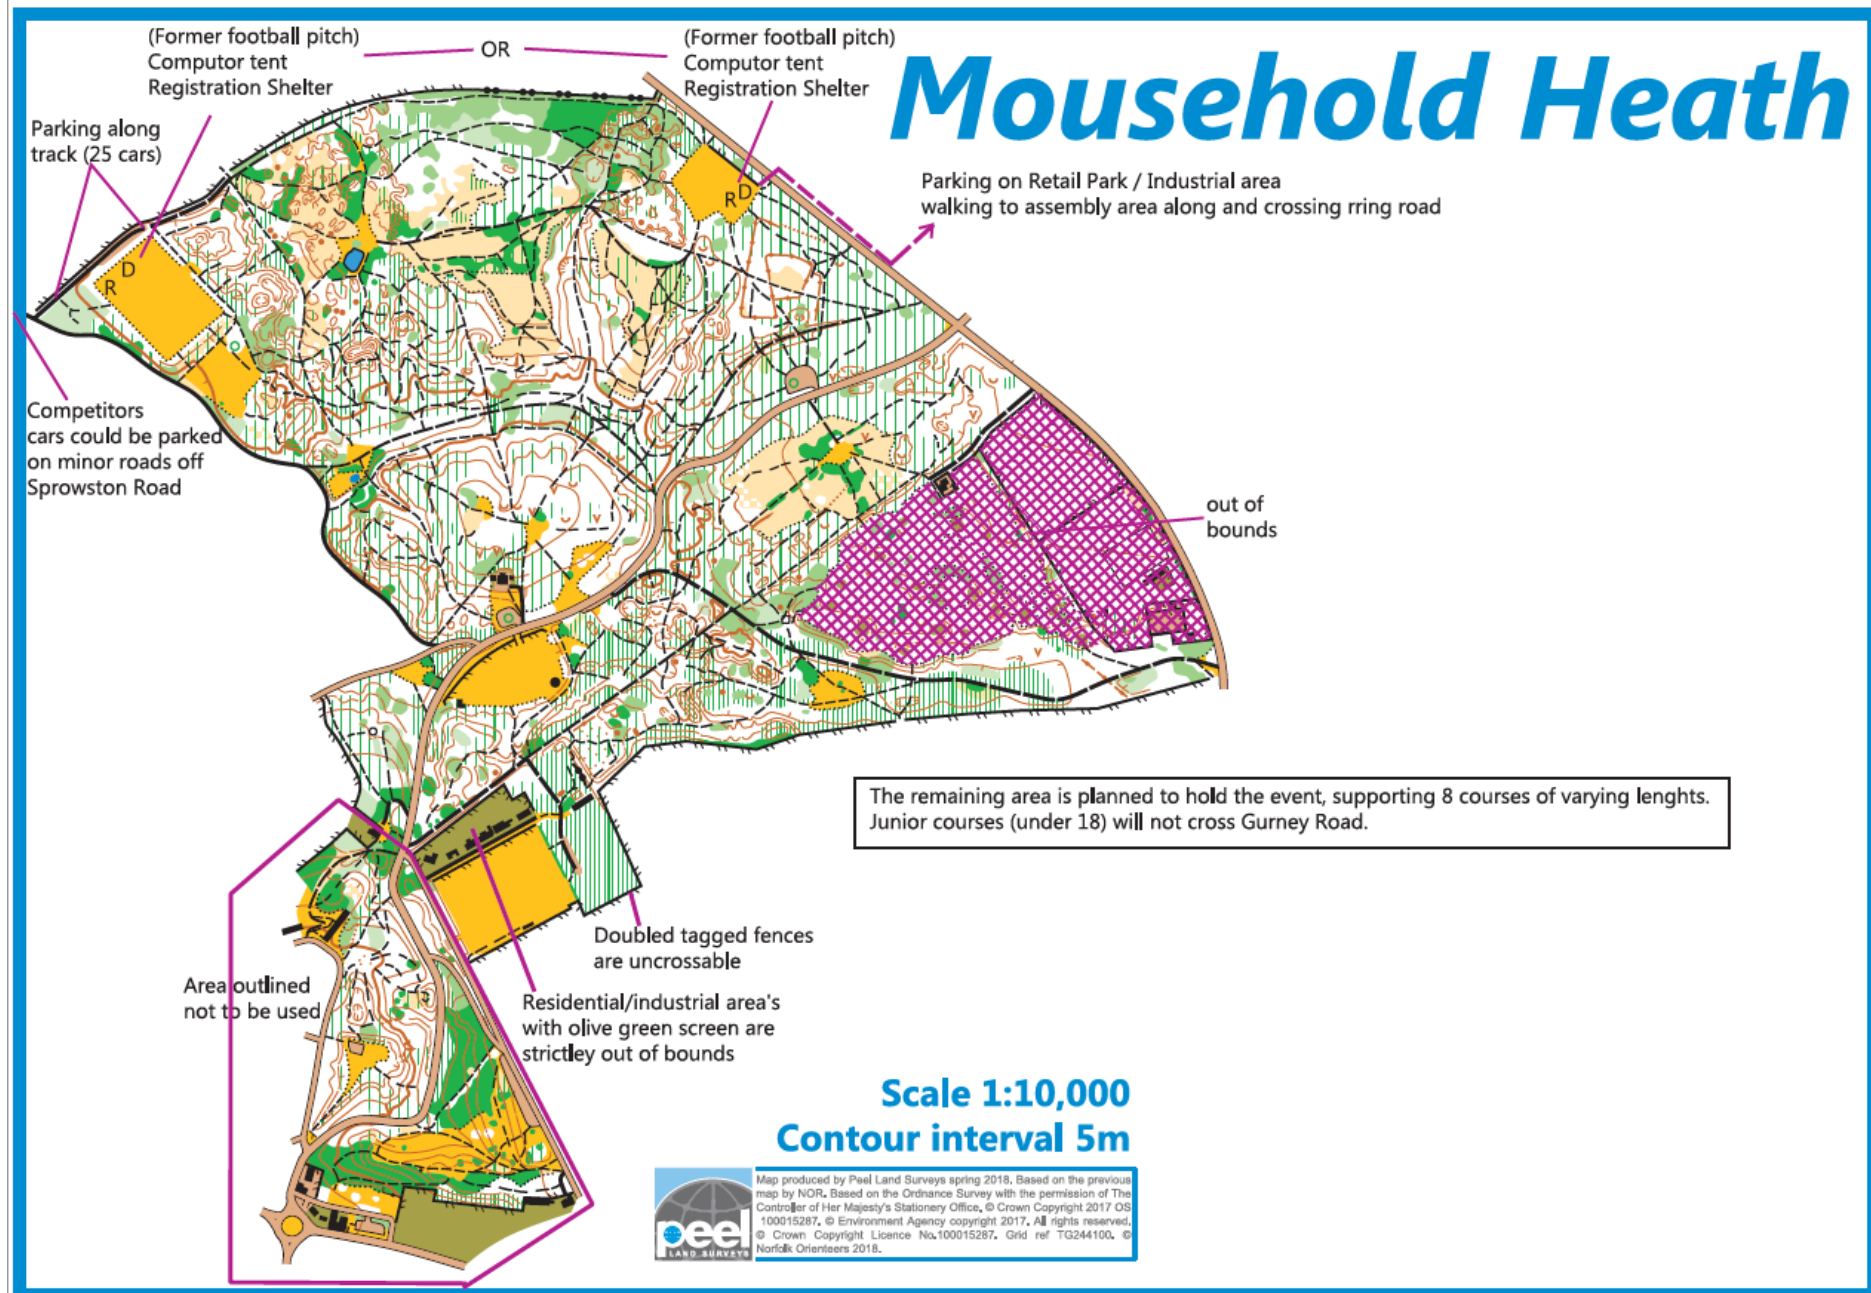 (Former football pitch)
Computor tent
Registration Shelter
OR
(Former football pitch)
Computor tent
Registration Shelter
Mousehold Heath
Parking along
track (25 cars)
Parking on Retail Park / Industrial area
walking to assembly area along and crossing rring road
R D
D
R
Competitors
cars could be parked
on minor roads off
Sprowston Road
out of
bounds
The remaining area is planned to hold the event, supporting 8 courses of varying lenghts.
Junior courses (under 18) will not cross Gurney Road.
Doubled tagged fences
are uncrossable
Area outlined
not to be used
Residential/industrial area's
with olive green screen are
strictley out of bounds
Scale 1:10,000
Contour interval 5m
peel
LAND SURVEYS
Map produced by Peel Land Surveys spring 2018. Based on the previous
map by NOR. Based on the Ordnance Survey with the permission of The
Controller of Her Majesty's Stationery Office, © Crown Copyright 2017 OS
100015287. © Environment Agency copyright 2017. All rights reserved.
© Crown Copyright Licence No.100015287. Grid ref TG244100. ©
Norfolk Orienteers 2018.